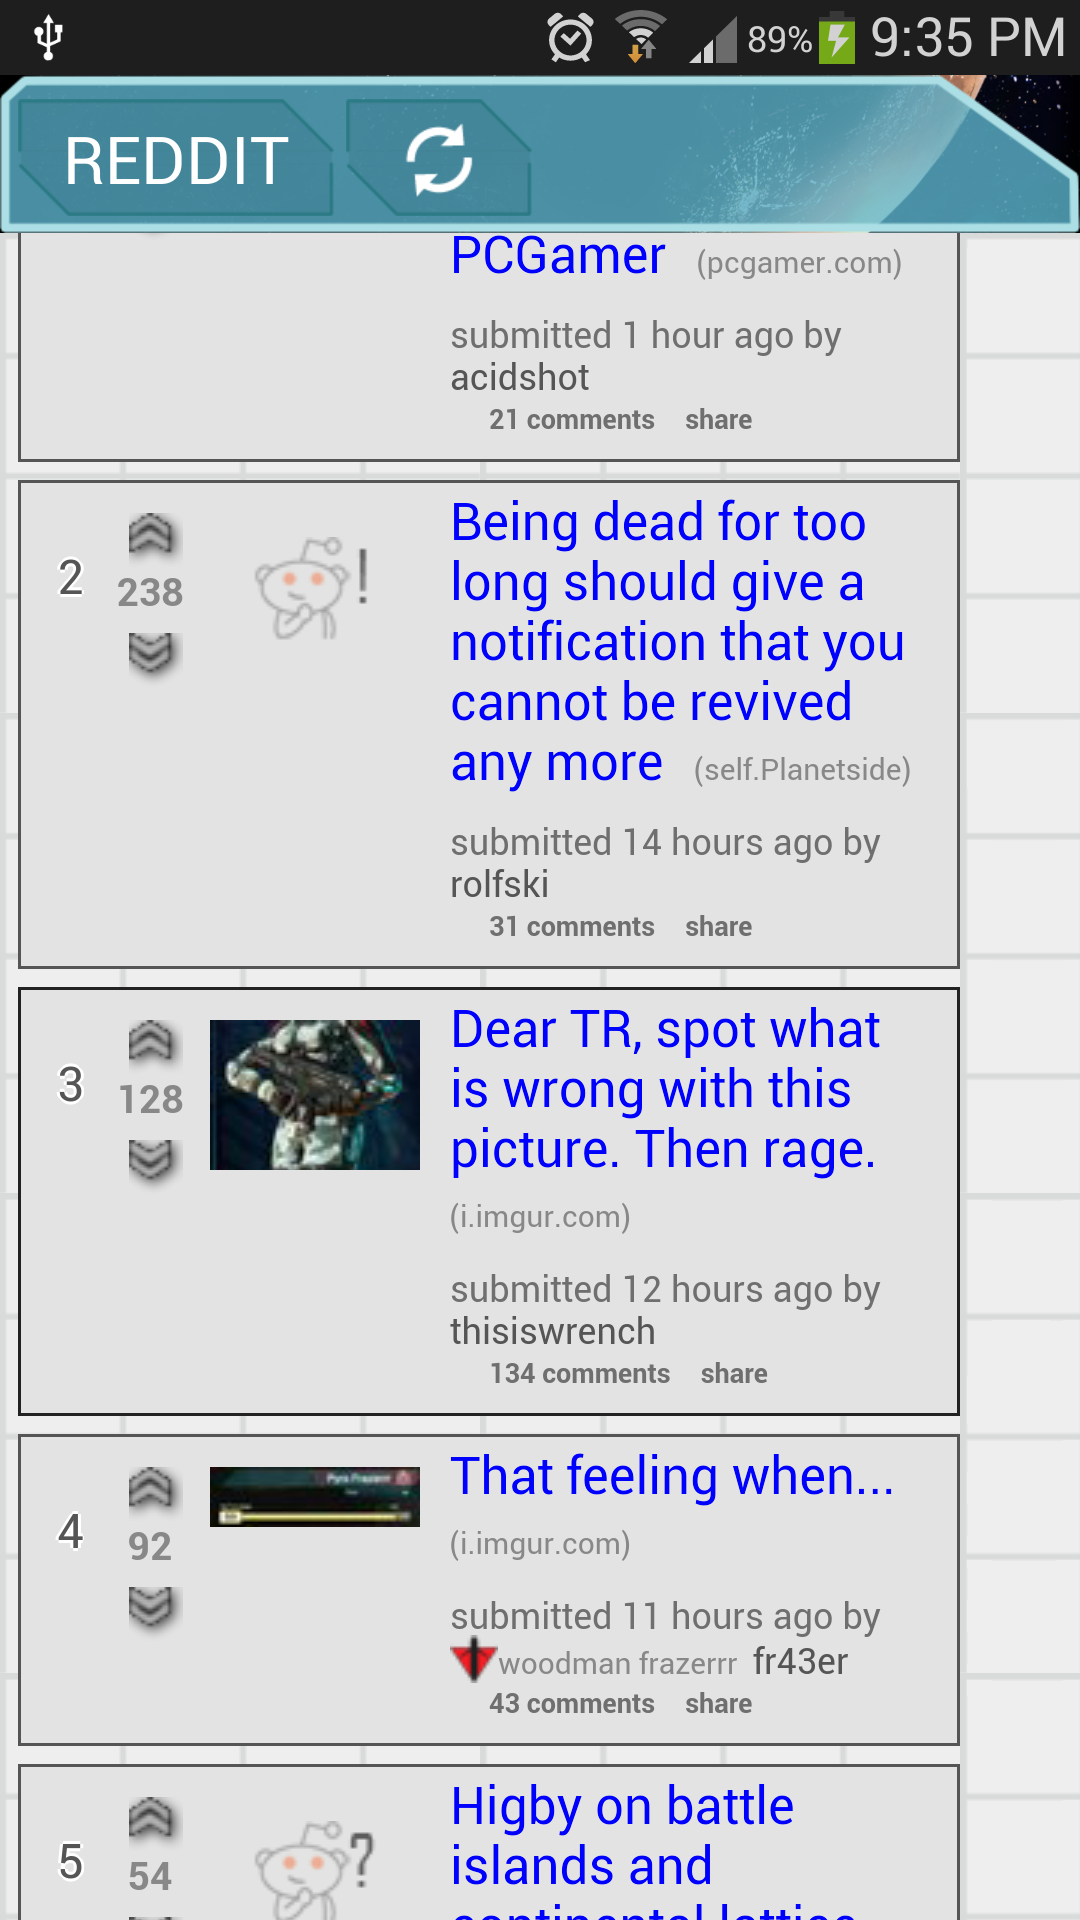 89% 9:35 PM
REDDIT
PCGamer (pcgamer.com)
submitted 1 hour ago by
acidshot
21 comments share
2
238
Being dead for too
long should give a
notification that you
cannot be revived
any more (self.Planetside)
submitted 14 hours ago by
rolfski
31 comments share
3
128
Dear TR, spot what
is wrong with this
picture. Then rage.
(i.imgur.com)
submitted 12 hours ago by
thisiswrench
134 comments share
4
92
That feeling when...
(i.imgur.com)
submitted 11 hours ago by
woodman frazerrr fr43er
43 comments share
5
54
Higby on battle
islands and
continental lattice